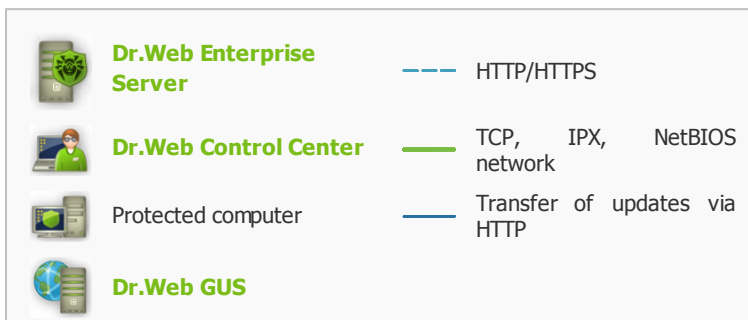 Dr.Web Enterprise
Server
HTTP/HTTPS
Dr.Web Control Center
TCP, IPX, NetBIOS
network
Protected computer
Transfer of updates via
HTTP
Dr.Web GUS